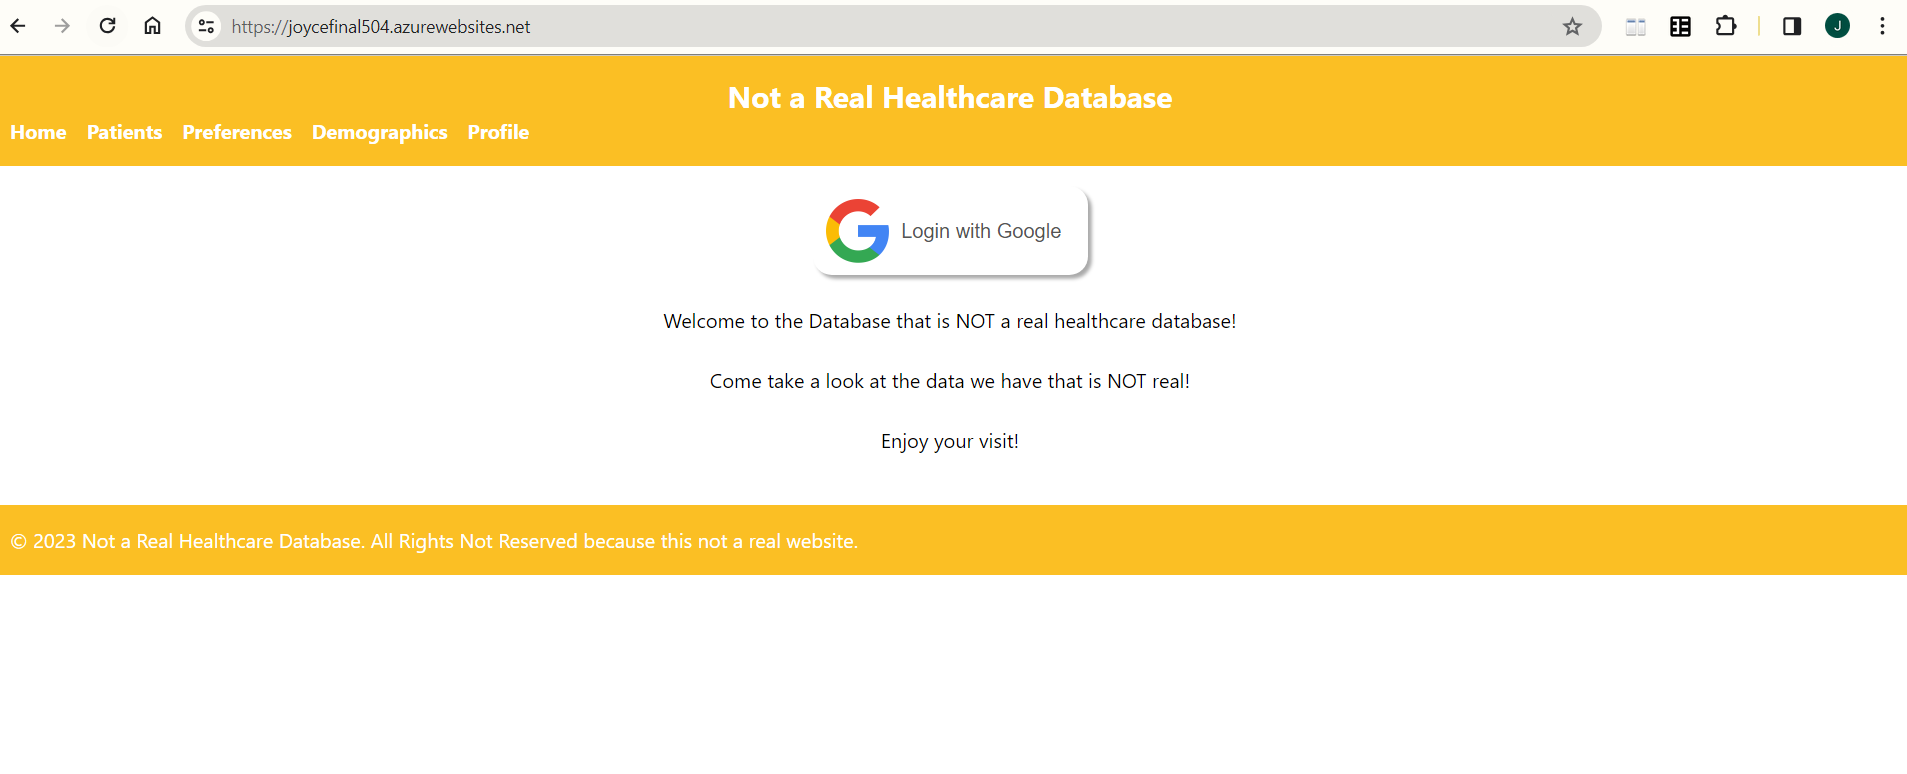 https://joycefinal504.azurewebsites.net
J
Not a Real Healthcare Database
Home Patients Preferences Demographics Profile
Login with Google
Welcome to the Database that is NOT a real healthcare database!
Come take a look at the data we have that is NOT real!
Enjoy your visit!
© 2023 Not a Real Healthcare Database. All Rights Not Reserved because this not a real website.